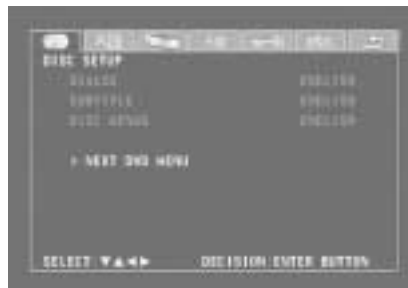 DISC SETUP
AUDIO ENGLISH
SUBTITLE ENGLISH
DISC MENUS ENGLISH
> NEXT DVD MENU
SELECT ▼▲◀▶ DECISION ENTER BUTTON